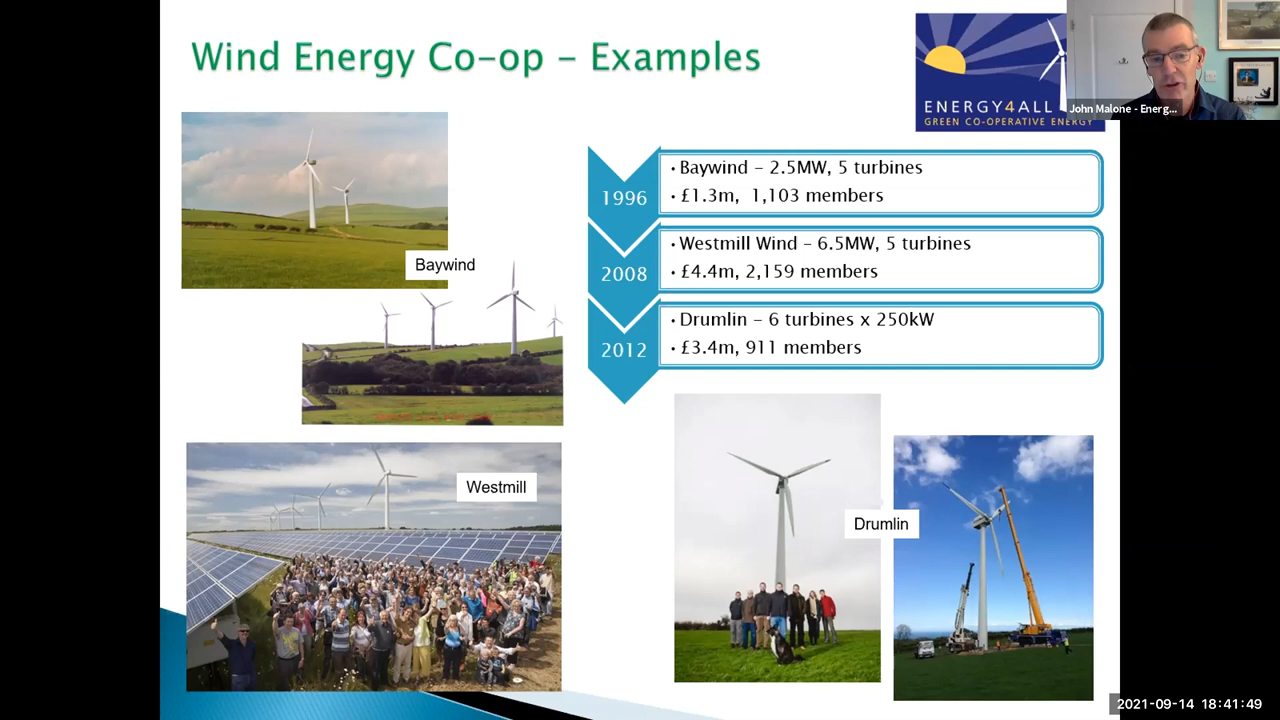 Wind Energy Co-op – Examples
ENERGY4ALL
GREEN CO-OPERATIVE ENERGY
John Malone - Energ...
1996
• Baywind – 2.5MW, 5 turbines
• £1.3m, 1,103 members
2008
• Westmill Wind – 6.5MW, 5 turbines
• £4.4m, 2,159 members
2012
• Drumlin – 6 turbines x 250kW
• £3.4m, 911 members
Baywind
Westmill
Drumlin
2021-09-14 18:41:49